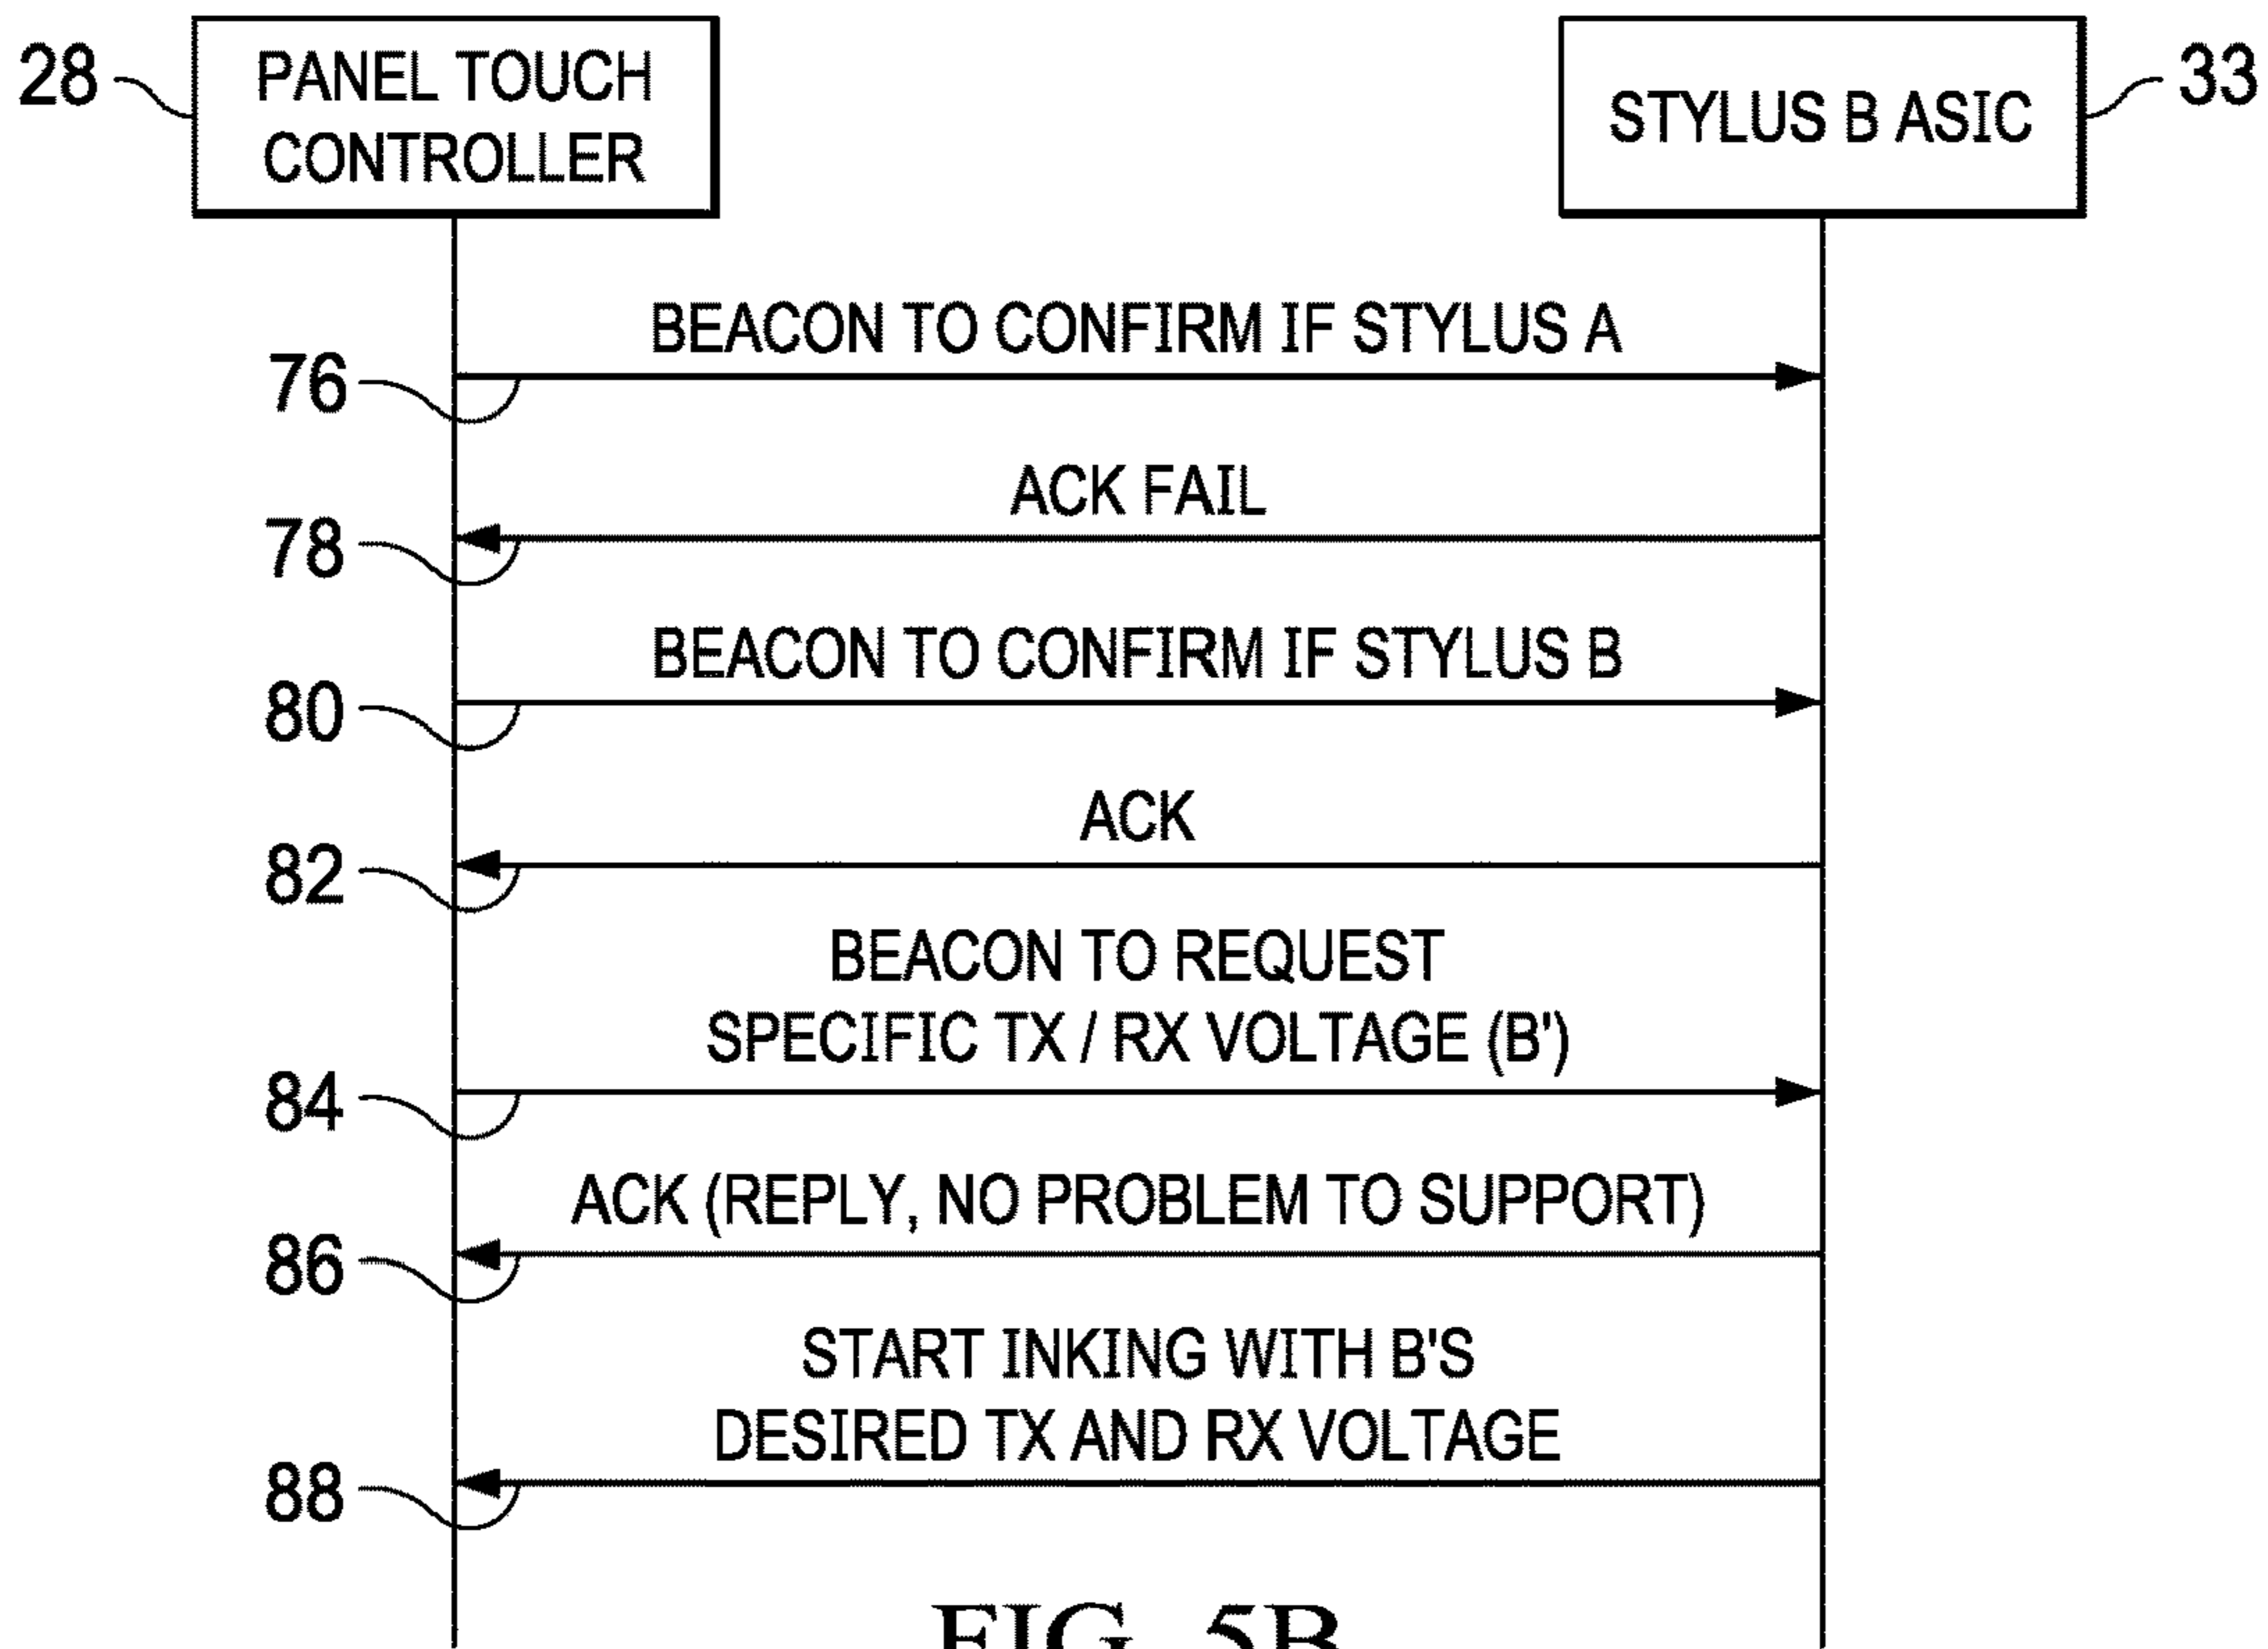 28
PANEL TOUCH
CONTROLLER
STYLUS B ASIC
33
BEACON TO CONFIRM IF STYLUS A
76
ACK FAIL
78
BEACON TO CONFIRM IF STYLUS B
80
ACK
82
BEACON TO REQUEST
SPECIFIC TX / RX VOLTAGE (B')
84
ACK (REPLY, NO PROBLEM TO SUPPORT)
86
START INKING WITH B'S
DESIRED TX AND RX VOLTAGE
88
FIG. 5B